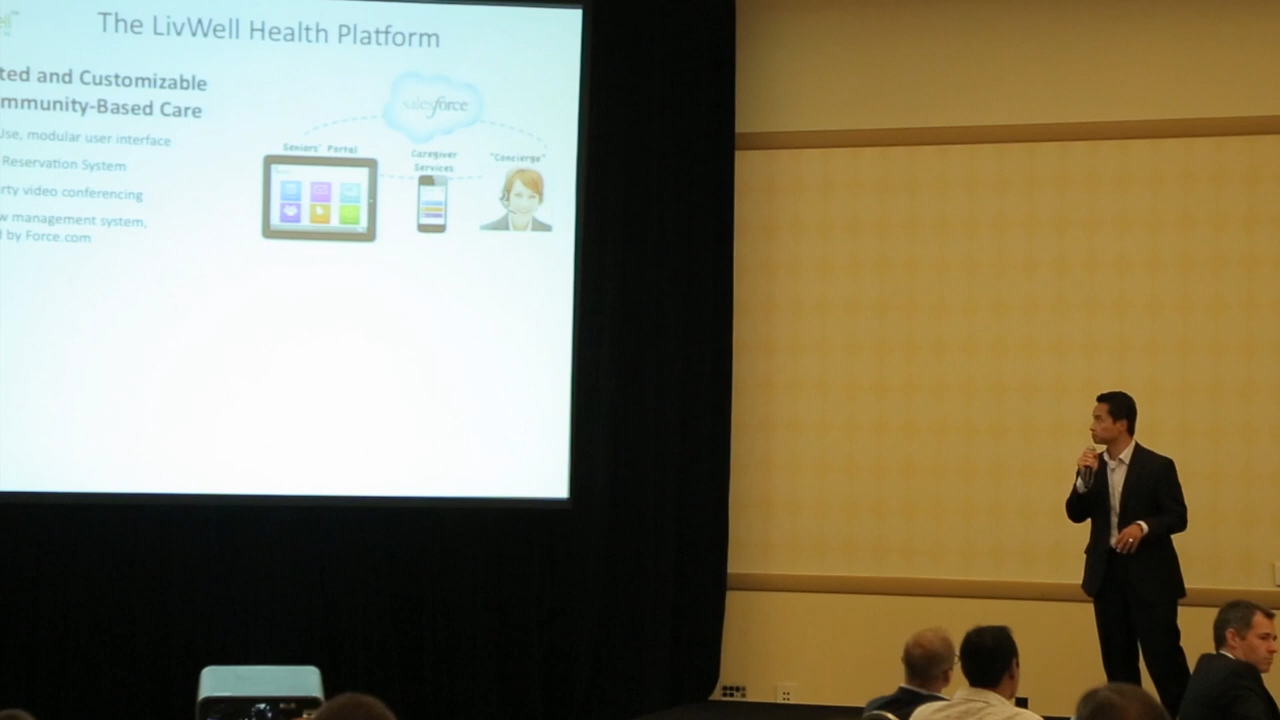 The LivWell Health Platform
ted and Customizable
mmunity-Based Care
Use, modular user interface
Reservation System
rty video conferencing
w management system,
d by Force.com
salesforce
Seniors' Portal
Caregiver
Services
"Concierge"